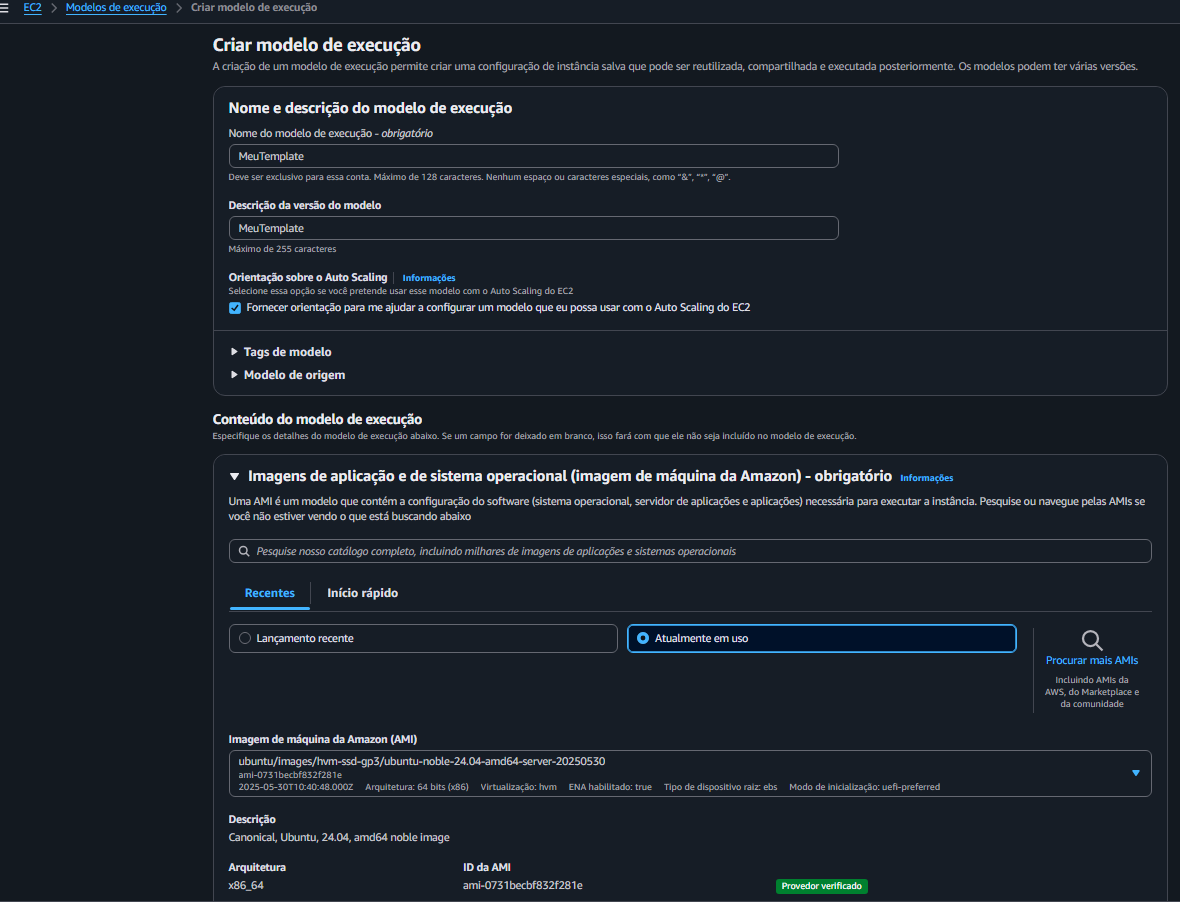 EC2 > Modelos de execução > Criar modelo de execução
Criar modelo de execução
A criação de um modelo de execução permite criar uma configuração de instância salva que pode ser reutilizada, compartilhada e executada posteriormente. Os modelos podem ter várias versões.
Nome e descrição do modelo de execução
Nome do modelo de execução - obrigatório
MeuTemplate
Deve ser exclusivo para essa conta. Máximo de 128 caracteres. Nenhum espaço ou caracteres especiais, como "&", "*", "@".
Descrição da versão do modelo
MeuTemplate
Máximo de 255 caracteres
Orientação sobre o Auto Scaling Informações
Selecione essa opção se você pretende usar esse modelo com o Auto Scaling do EC2
Fornecer orientação para me ajudar a configurar um modelo que eu possa usar com o Auto Scaling do EC2
Tags de modelo
Modelo de origem
Conteúdo do modelo de execução
Especifique os detalhes do modelo de execução abaixo. Se um campo for deixado em branco, isso fará com que ele não seja incluído no modelo de execução.
Imagens de aplicação e de sistema operacional (imagem de máquina da Amazon) - obrigatório Informações
Uma AMI é um modelo que contém a configuração do software (sistema operacional, servidor de aplicações e aplicações) necessária para executar a instância. Pesquise ou navegue pelas AMIs se
você não estiver vendo o que está buscando abaixo
Pesquise nosso catálogo completo, incluindo milhares de imagens de aplicações e sistemas operacionais
Recentes Início rápido
Lançamento recente Atualmente em uso
Procurar mais AMIs
Incluindo AMIs da
AWS, do Marketplace e
da comunidade
Imagem de máquina da Amazon (AMI)
ubuntu/images/hvm-ssd-gp3/ubuntu-noble-24.04-amd64-server-20250530
ami-0731becbf832f281e
2025-05-30T10:40:48.000Z Arquitetura: 64 bits (x86) Virtualização: hvm ENA habilitado: true Tipo de dispositivo raiz: ebs Modo de inicialização: uefi-preferred
Descrição
Canonical, Ubuntu, 24.04, amd64 noble image
Arquitetura ID da AMI
x86_64 ami-0731becbf832f281e Provedor verificado